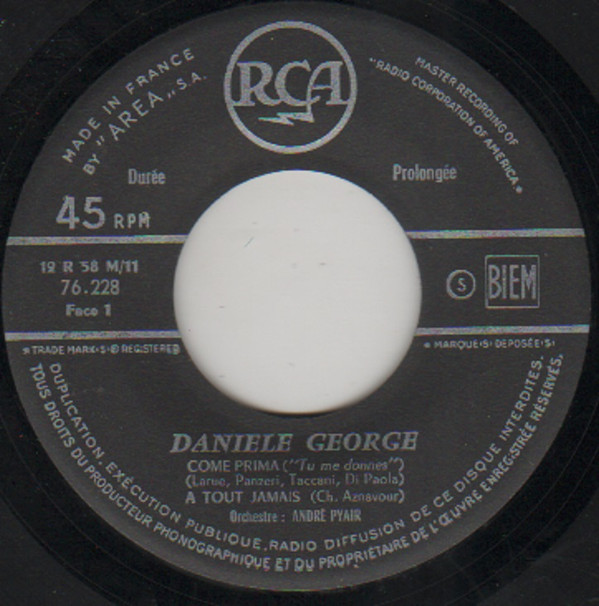 RCA
MADE IN FRANCE
BY "AREA" S.A.
MASTER RECORDING OF
"RADIO CORPORATION OF AMERICA"
Durée
Prolongée
45 RPM
12 R 58 M/11
76.228
Face 1
S
BIEM
* TRADE MARK(S) ® REGISTERED
* MARQUE(S) DÉPOSÉE(S)
DANIELE GEORGE
COME PRIMA ("Tu me donnes")
(Larue, Panzeri, Taccani, Di Paola)
A TOUT JAMAIS (Ch. Aznavour)
Orchestre : ANDRÉ PYAIR
DUPLICATION, EXÉCUTION PUBLIQUE, RADIO DIFFUSION DE CE DISQUE INTERDITES.
TOUS DROITS DU PRODUCTEUR PHONOGRAPHIQUE ET DU PROPRIÉTAIRE DE L'ŒUVRE ENREGISTRÉE RÉSERVÉS.